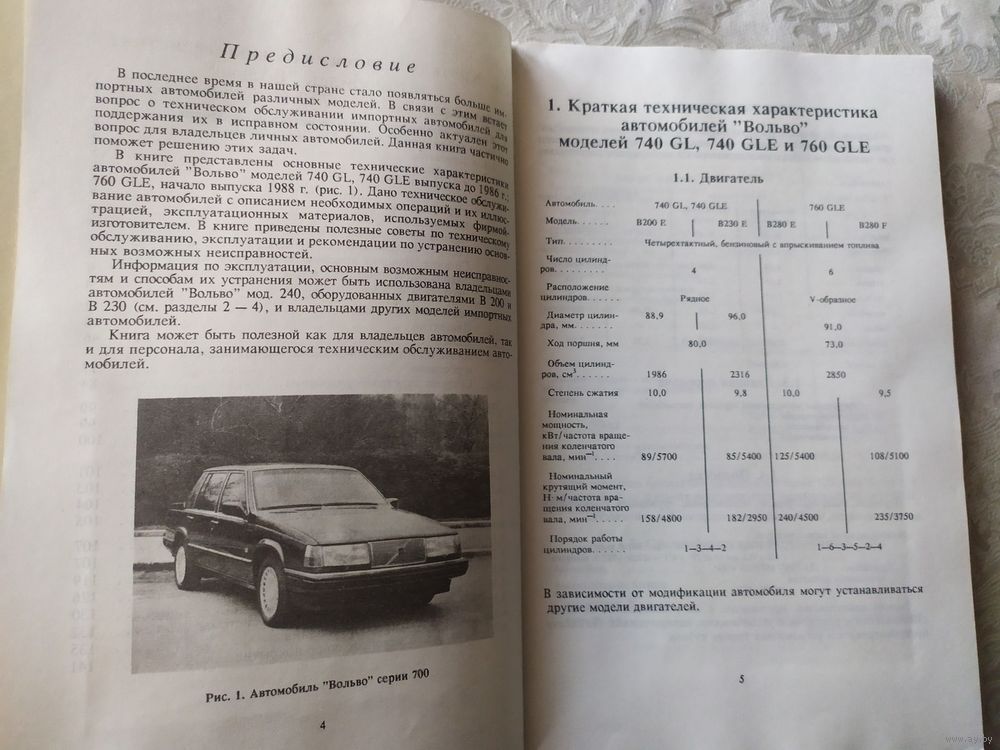 Предисловие
В последнее время в нашей стране стало появляться больше им-
портных автомобилей различных моделей. В связи с этим встает
вопрос о техническом обслуживании импортных автомобилей для
поддержания их в исправном состоянии. Особенно актуален этот
вопрос для владельцев личных автомобилей. Данная книга частично
поможет решению этих задач.
В книге представлены основные технические характеристики
автомобилей "Вольво" моделей 740 GL, 740 GLE выпуска до 1986 г.;
760 GLE, начало выпуска 1988 г. (рис. 1). Дано техническое обслужи-
вание автомобилей с описанием необходимых операций и их иллюс-
трацией, эксплуатационных материалов, используемых фирмой-
изготовителем. В книге приведены полезные советы по техническому
обслуживанию, эксплуатации и рекомендации по устранению основ-
ных возможных неисправностей.
Информация по эксплуатации, основным возможным неисправнос-
тям и способам их устранения может быть использована владельцами
автомобилей "Вольво" мод. 240, оборудованных двигателями В 200 и
В 230 (см. разделы 2 — 4), и владельцами других моделей импортных
автомобилей.
Книга может быть полезной как для владельцев автомобилей, так
и для персонала, занимающегося техническим обслуживанием авто-
мобилей.
Рис. 1. Автомобиль "Вольво" серии 700
4
1. Краткая техническая характеристика
автомобилей "Вольво"
моделей 740 GL, 740 GLE и 760 GLE
1.1. Двигатель
Автомобиль. . . . 740 GL, 740 GLE 760 GLE
Модель. . . . . . . B200 E B230 E B280 E B280 F
Тип. . . . . . . . . Четырехтактный, бензиновый с впрыскиванием топлива
Число цилинд-
ров. . . . . . . . . 4 6
Расположение
цилиндров. . . . . . Рядное V-образное
Диаметр цилин-
дра, мм. . . . . . . 88,9 96,0 91,0
Ход поршня, мм 80,0 73,0
Объем цилинд-
ров, см³. . . . . . 1986 2316 2850
Степень сжатия 10,0 9,8 10,0 9,5
Номинальная
мощность,
кВт/частота враще-
ния коленчатого
вала, мин⁻¹. . . . 89/5700 85/5400 125/5400 108/5100
Номинальный
крутящий момент,
Н·м/частота вра-
щения коленчатого
вала, мин⁻¹. . . . . 158/4800 182/2950 240/4500 235/3750
Порядок работы
цилиндров. . . . . . 1—3—4—2 1—6—3—5—2—4
В зависимости от модификации автомобиля могут устанавливаться
другие модели двигателей.
5
www.ay.by